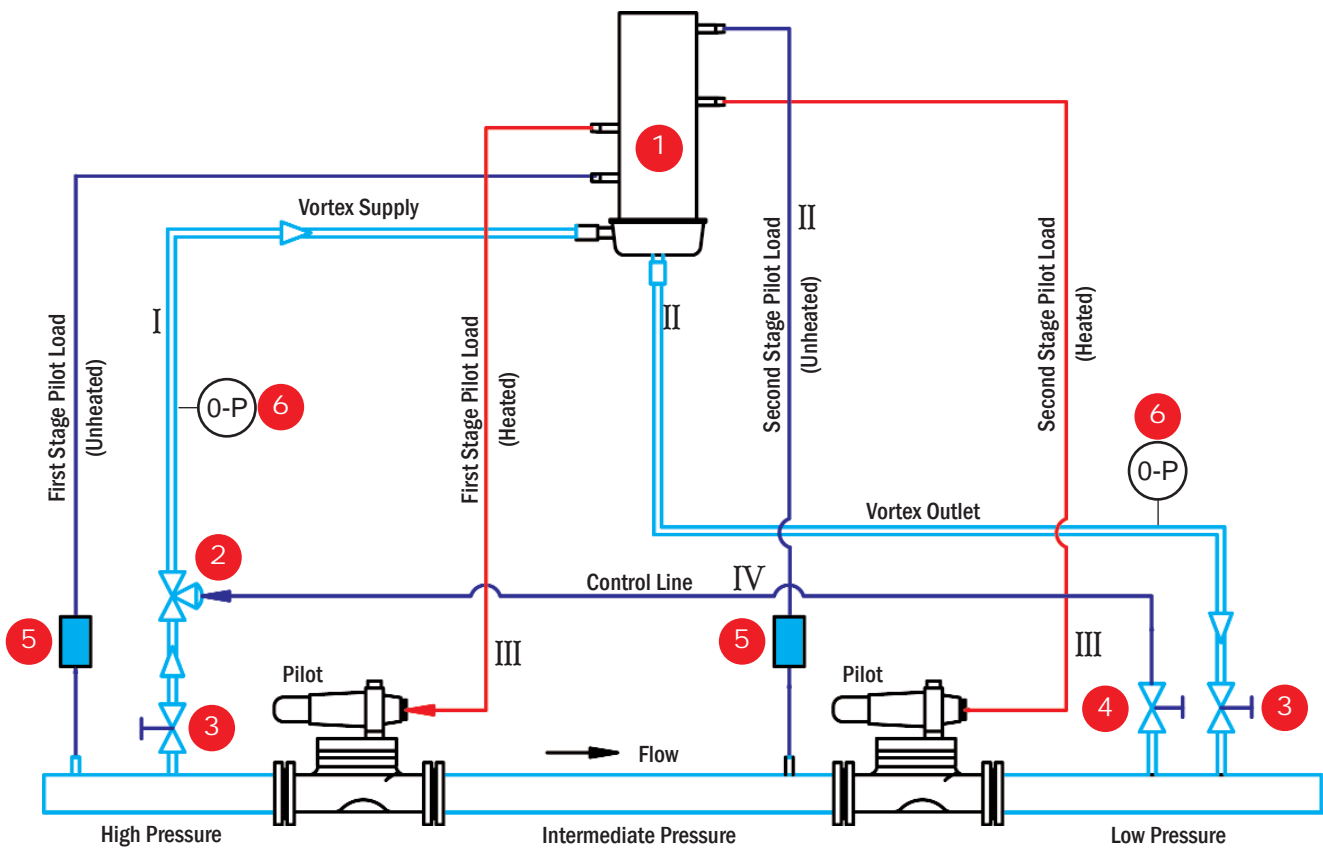 1
Vortex Supply
I
II
II
First Stage Pilot Load
(Unheated)
First Stage Pilot Load
(Heated)
Second Stage Pilot Load
(Unheated)
Second Stage Pilot Load
(Heated)
0-P
6
6
0-P
Vortex Outlet
2
Control Line
IV
5
5
III
III
Pilot
Pilot
3
4
3
Flow
High Pressure
Intermediate Pressure
Low Pressure